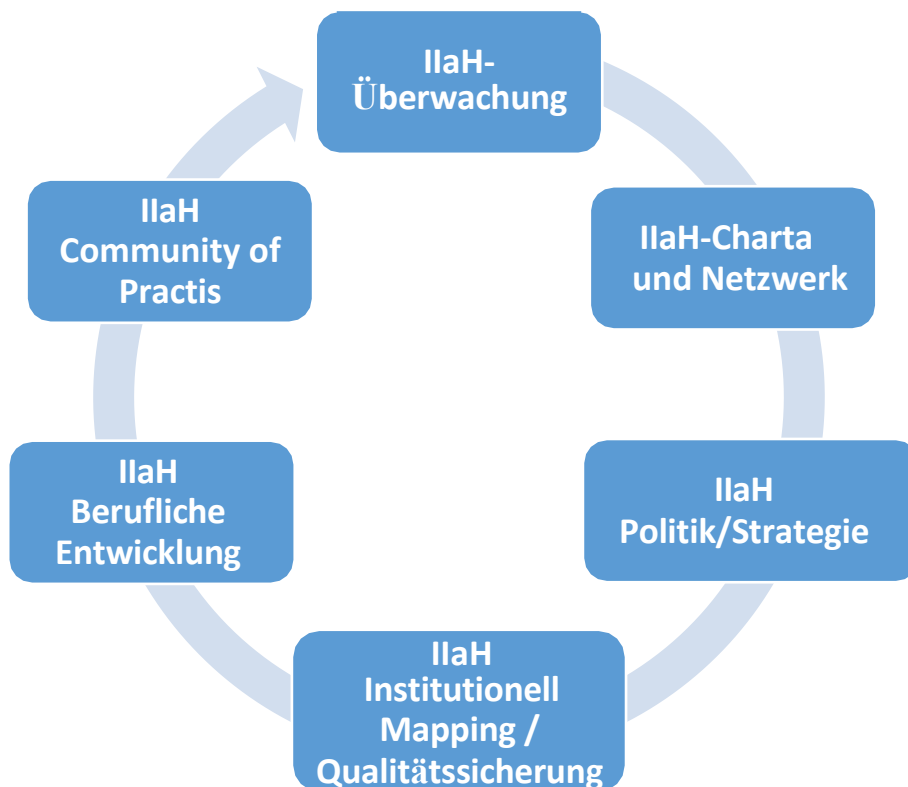 IIaH-
Überwachung
IIaH-Charta
und Netzwerk
IIaH
Politik/Strategie
IIaH
Institutionell
Mapping /
Qualitätssicherung
IIaH
Berufliche
Entwicklung
IIaH
Community of
Practis